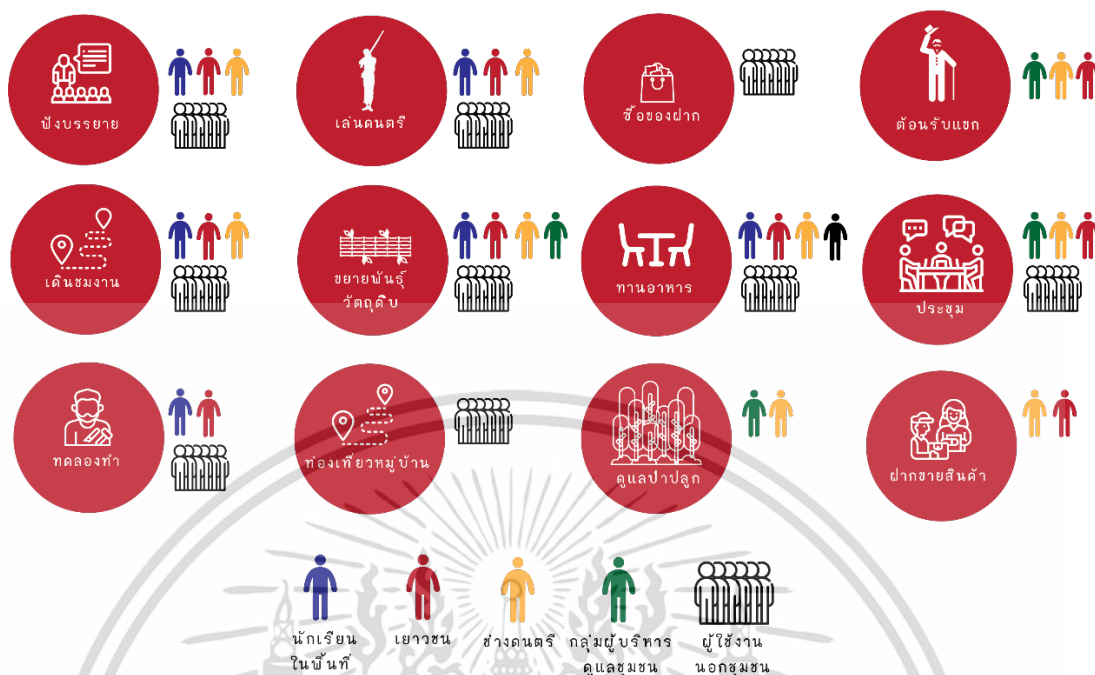 ฟังบรรยาย
เล่นดนตรี
ซื้อของฝาก
ต้อนรับแขก
เดินชมงาน
ขยายพันธุ์
วัตถุดิบ
ทานอาหาร
ประชุม
ทดลองทำ
ท่องเที่ยวหมู่บ้าน
ดูแลป่าปลูก
ฝากขายสินค้า
นักเรียน
ในพื้นที่
เยาวชน
ช่างดนตรี
กลุ่มผู้บริหาร
ดูแลชุมชน
ผู้ใช้งาน
นอกชุมชน